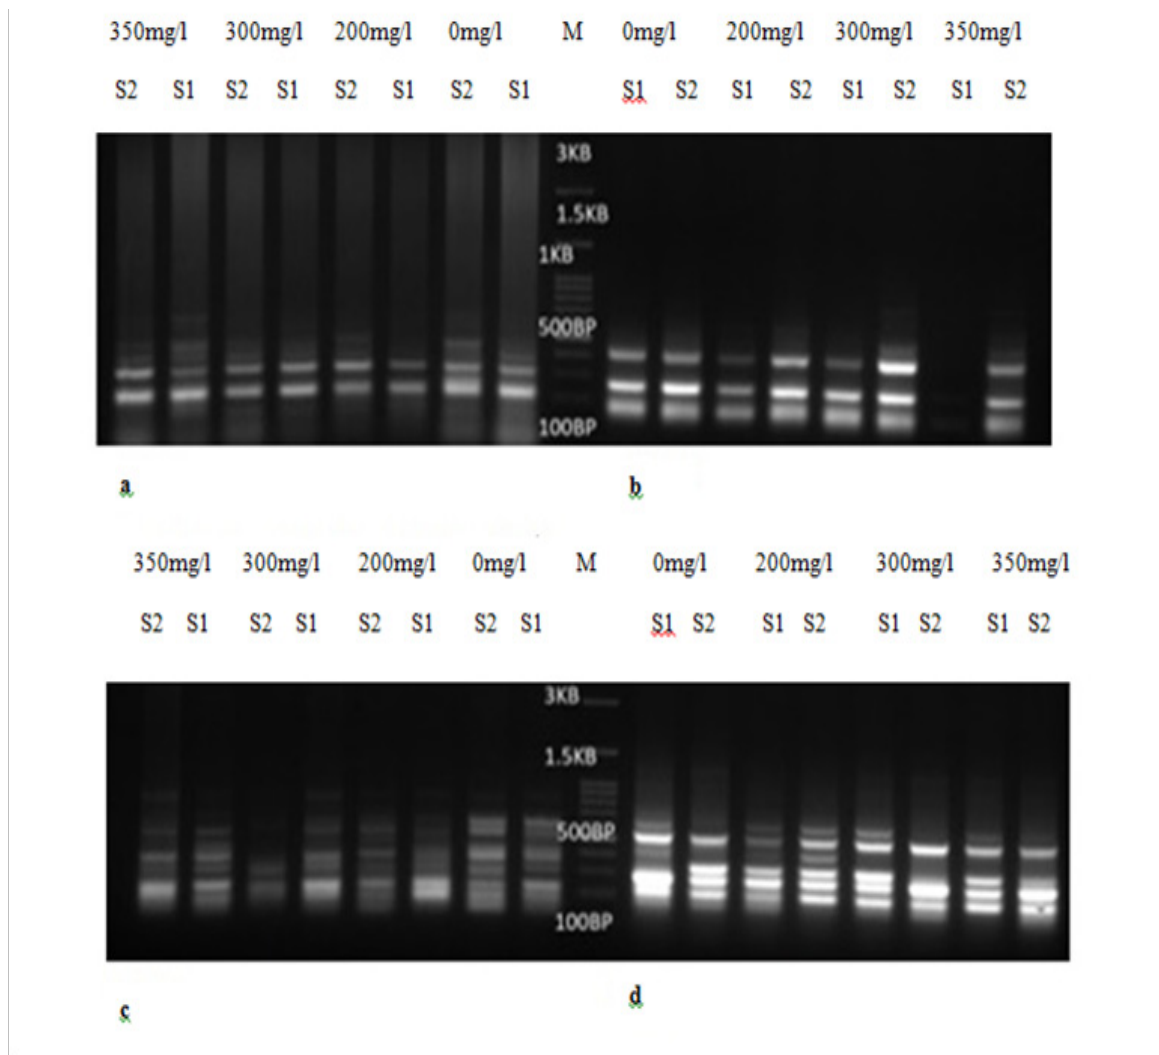 350mg/l 300mg/l 200mg/l 0mg/l M 0mg/l 200mg/l 300mg/l 350mg/l
S2 S1 S2 S1 S2 S1 S2 S1 S1 S2 S1 S2 S1 S2 S1 S2
3KB
1.5KB
1KB
500BP
100BP
a b
350mg/l 300mg/l 200mg/l 0mg/l M 0mg/l 200mg/l 300mg/l 350mg/l
S2 S1 S2 S1 S2 S1 S2 S1 S1 S2 S1 S2 S1 S2 S1 S2
3KB
1.5KB
500BP
100BP
c d